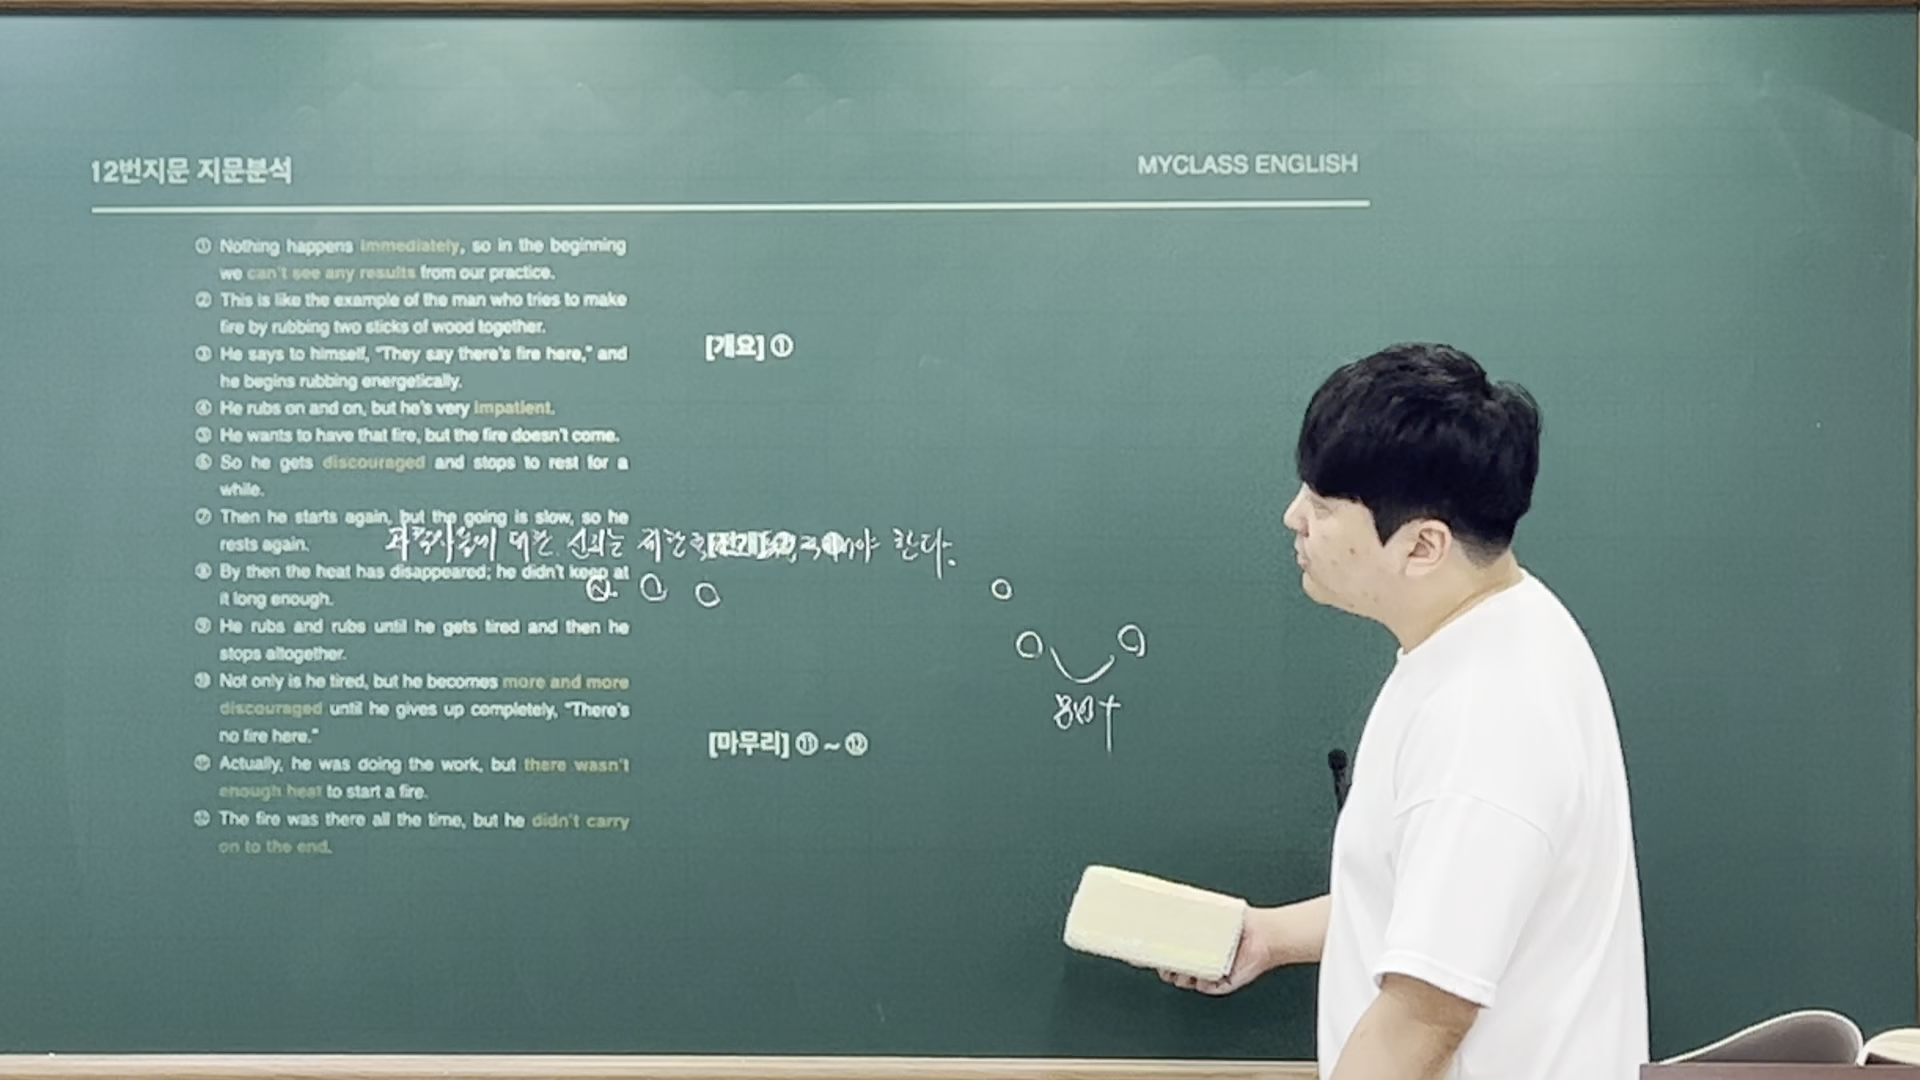 12번지문 지문분석
MYCLASS ENGLISH
① Nothing happens immediately, so in the beginning
we can't see any results from our practice.
② This is like the example of the man who tries to make
fire by rubbing two sticks of wood together.
③ He says to himself, "They say there's fire here," and
he begins rubbing energetically.
④ He rubs on and on, but he's very impatient.
⑤ He wants to have that fire, but the fire doesn't come.
⑥ So he gets discouraged and stops to rest for a
while.
⑦ Then he starts again, but the going is slow, so he
rests again.
⑧ By then the heat has disappeared; he didn't keep at
it long enough.
⑨ He rubs and rubs until he gets tired and then he
stops altogether.
⑩ Not only is he tired, but he becomes more and more
discouraged until he gives up completely, "There's
no fire here."
⑪ Actually, he was doing the work, but there wasn't
enough heat to start a fire.
⑫ The fire was there all the time, but he didn't carry
on to the end.
[개요] ①
대한 신뢰는 [전개] 한다.
[마무리] ⑪ ~ ⑫